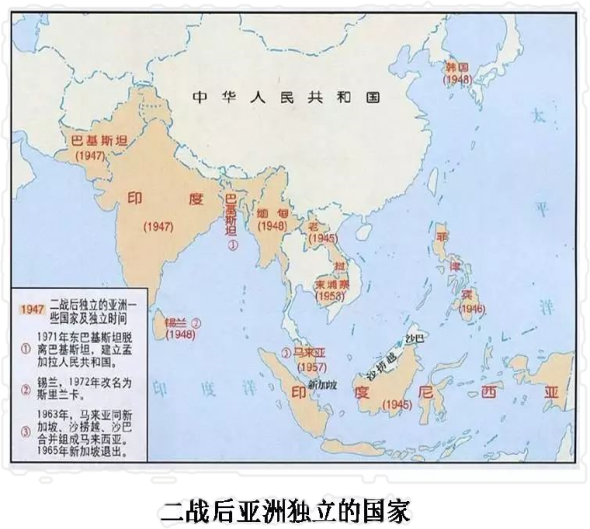 韩国
(1948)
中华人民共和国
太
平
洋
巴基斯坦
(1947)
印度
(1947)
巴基斯坦
①
缅甸
(1948)
老
(1945)
越
柬埔寨
(1953)
菲
律
宾
(1946)
锡兰②
(1948)
③马来亚
(1957)
新加坡
沙捞越
沙巴
印度洋
印度尼西亚
(1945)
1947 二战后独立的亚洲一
些国家及独立时间
① 1971年东巴基斯坦脱
离巴基斯坦，建立孟
加拉人民共和国。
② 锡兰，1972年改名为
斯里兰卡。
③ 1963年，马来亚同新
加坡、沙捞越、沙巴
合并组成马来西亚。
1965年新加坡退出。
二战后亚洲独立的国家